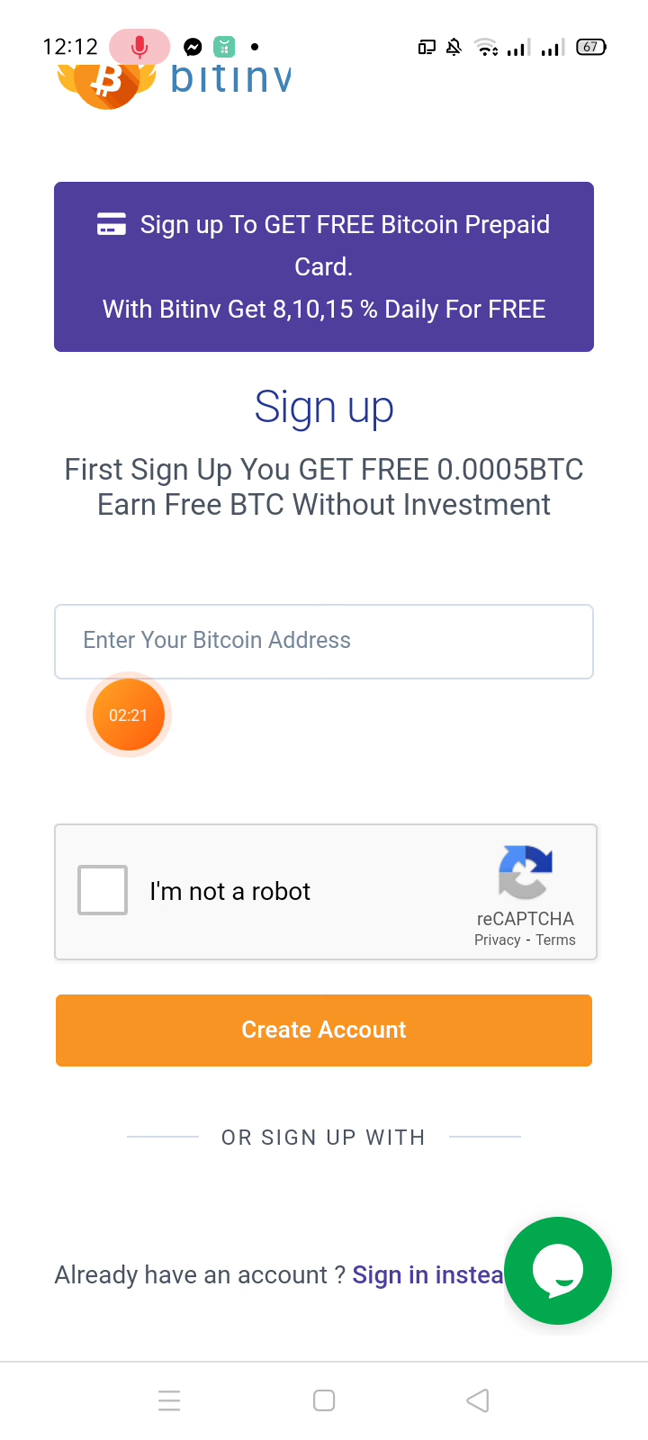 12:12
67
bitinv
Sign up To GET FREE Bitcoin Prepaid
Card.
With Bitinv Get 8,10,15 % Daily For FREE
Sign up
First Sign Up You GET FREE 0.0005BTC
Earn Free BTC Without Investment
Enter Your Bitcoin Address
02:21
I'm not a robot
reCAPTCHA
Privacy - Terms
Create Account
OR SIGN UP WITH
Already have an account ? Sign in instea